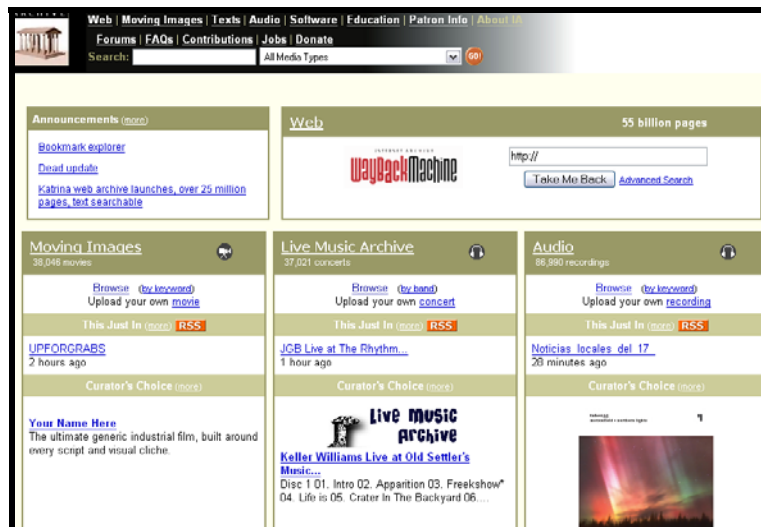 Web | Moving Images | Texts | Audio | Software | Education | Patron Info | About IA
Forums | FAQs | Contributions | Jobs | Donate
Search: All Media Types GO!
Announcements (more)
Bookmark explorer
Dead update
Katrina web archive launches, over 25 million
pages, text searchable
Web 55 billion pages
INTERNET ARCHIVE
WayBackMachine
http://
Take Me Back Advanced Search
Moving Images
38,046 movies
Browse (by keyword)
Upload your own movie
This Just In (more) RSS
UPFORGRABS
2 hours ago
Curator's Choice (more)
Your Name Here
The ultimate generic industrial film, built around
every script and visual cliche.
Live Music Archive
37,021 concerts
Browse (by band)
Upload your own concert
This Just In (more) RSS
JGB Live at The Rhythm...
1 hour ago
Curator's Choice (more)
Live Music
Archive
Keller Williams Live at Old Settler's
Music...
Disc 1 01. Intro 02. Apparition 03. Freekshow*
04. Life is 05. Crater In The Backyard 06....
Audio
86,990 recordings
Browse (by keyword)
Upload your own recording
This Just In (more) RSS
Noticias_locales_del_17_
28 minutes ago
Curator's Choice (more)